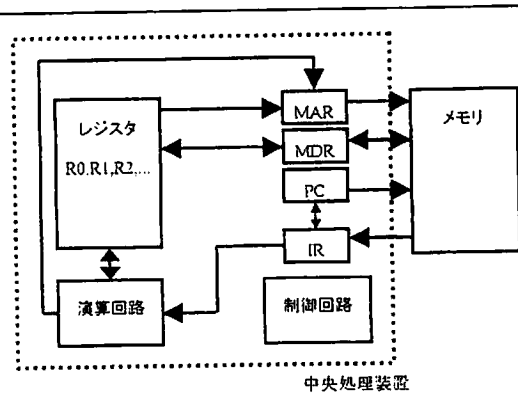 レジスタ
R0.R1,R2,...
MAR
MDR
PC
IR
メモリ
演算回路
制御回路
中央処理装置